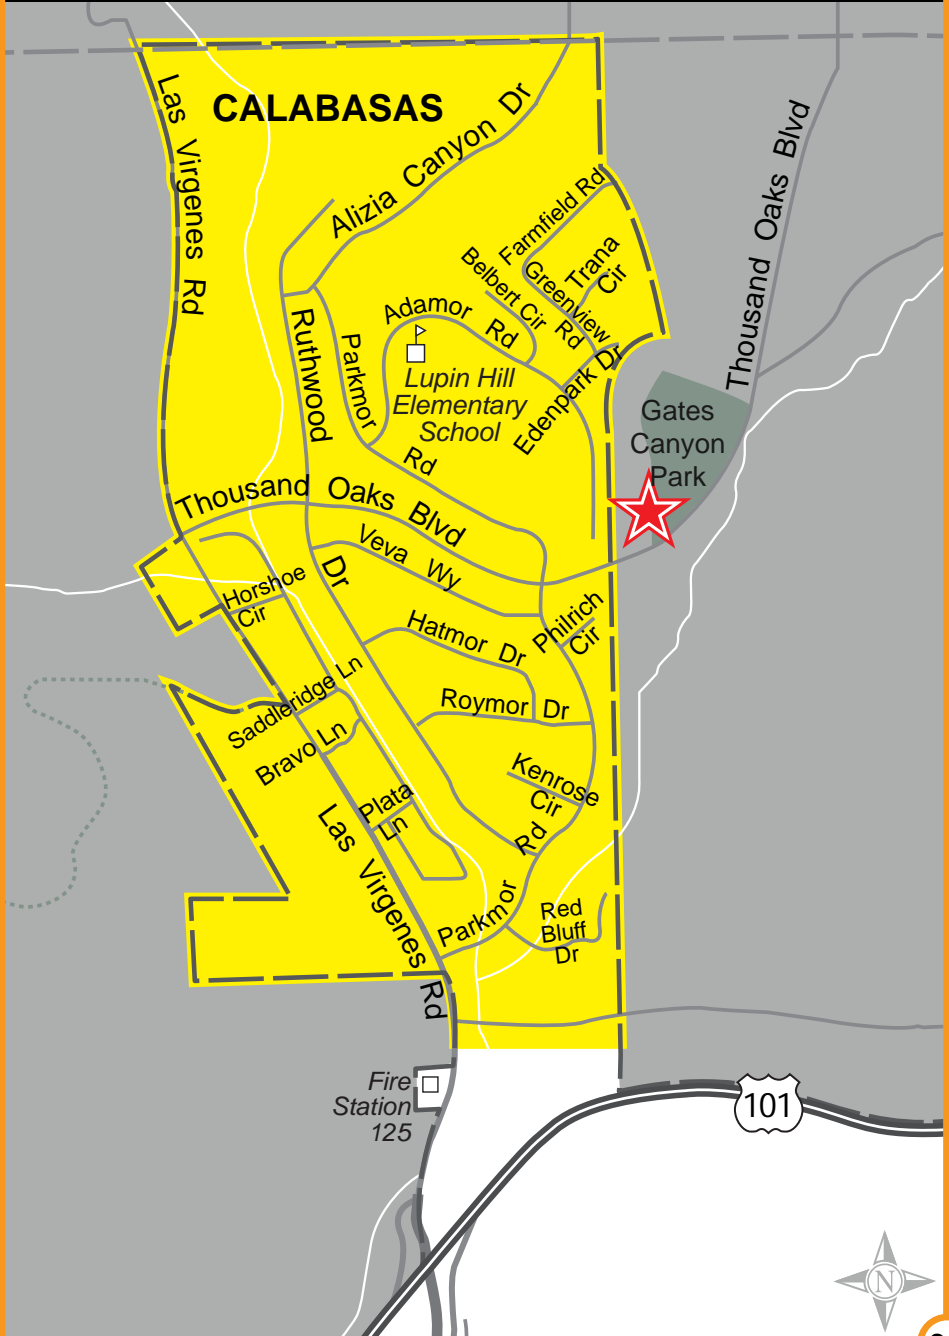 CALABASAS
Las Virgenes Rd
Alizia Canyon Dr
Thousand Oaks Blvd
Farmfield Rd
Trana
Cir
Belbert Cir
Greenview
Rd
Adamor Rd
Ruthwood Dr
Parkmor Rd
Edenpark Dr
Lupin Hill
Elementary
School
Gates
Canyon
Park
Thousand Oaks Blvd
Veva Wy
Horshoe
Cir
Philrich
Cir
Hatmor Dr
Saddleridge Ln
Roymor Dr
Bravo Ln
Kenrose
Cir
Plata
Ln
Las Virgenes Rd
Parkmor Rd
Red
Bluff
Dr
Fire
Station
125
101
N